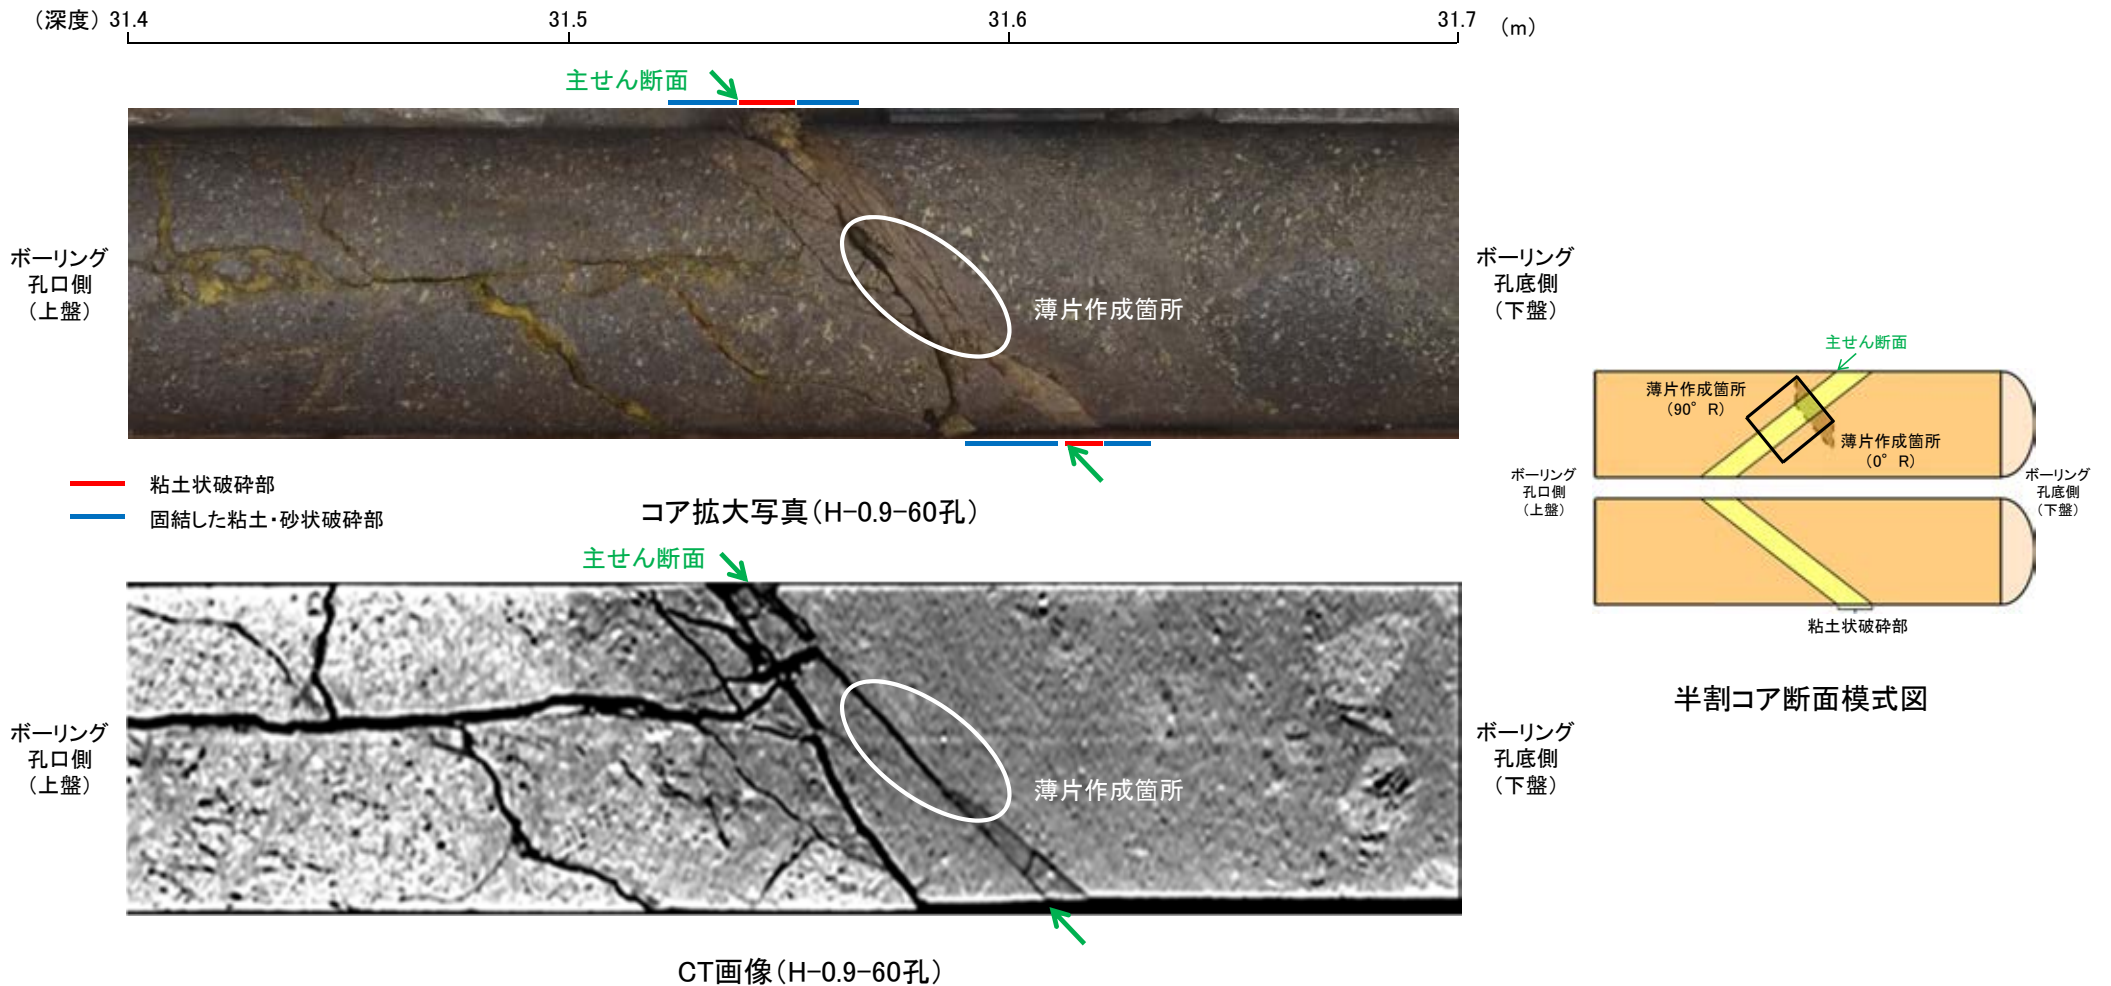 （深度）31.4 31.5 31.6 31.7 （m）
主せん断面
ボーリング
孔口側
（上盤）
薄片作成箇所
ボーリング
孔底側
（下盤）
粘土状破砕部
固結した粘土・砂状破砕部
コア拡大写真（H−0.9−60孔）
主せん断面
ボーリング
孔口側
（上盤）
薄片作成箇所
ボーリング
孔底側
（下盤）
CT画像（H−0.9−60孔）
主せん断面
薄片作成箇所
（90°R）
薄片作成箇所
（0°R）
ボーリング
孔口側
（上盤）
ボーリング
孔底側
（下盤）
粘土状破砕部
半割コア断面模式図